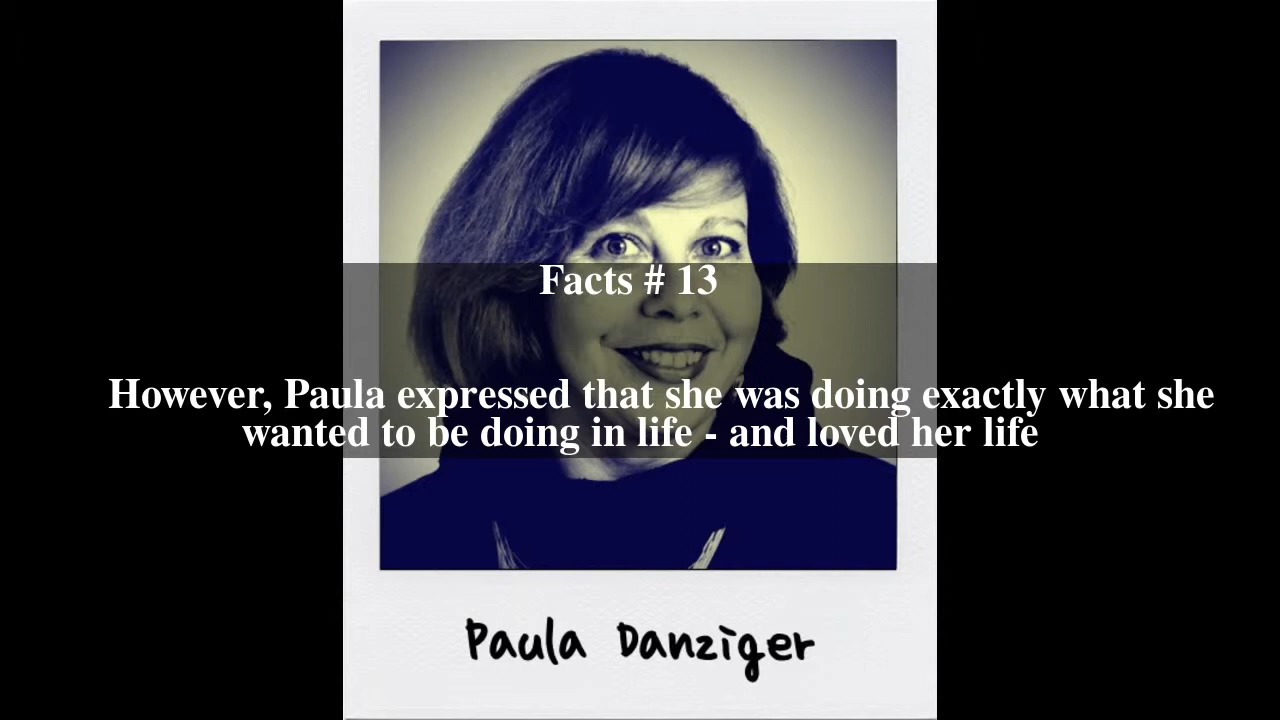 Facts # 13
However, Paula expressed that she was doing exactly what she
wanted to be doing in life - and loved her life
Paula Danziger